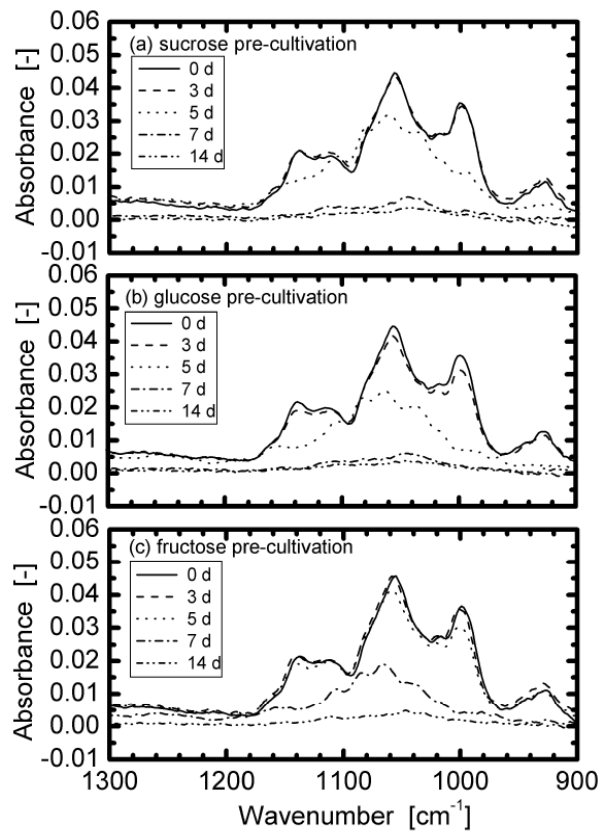 0.06
(a) sucrose pre-cultivation
0.05
0 d
0.04
3 d
0.03
5 d
0.02
7 d
0.01
14 d
0.00
-0.01
Absorbance [-]
0.06
(b) glucose pre-cultivation
0.05
0 d
0.04
3 d
0.03
5 d
0.02
7 d
0.01
14 d
0.00
-0.01
Absorbance [-]
0.06
(c) fructose pre-cultivation
0.05
0 d
0.04
3 d
0.03
5 d
0.02
7 d
0.01
14 d
0.00
-0.01
Absorbance [-]
1300 1200 1100 1000 900
Wavenumber [cm⁻¹]